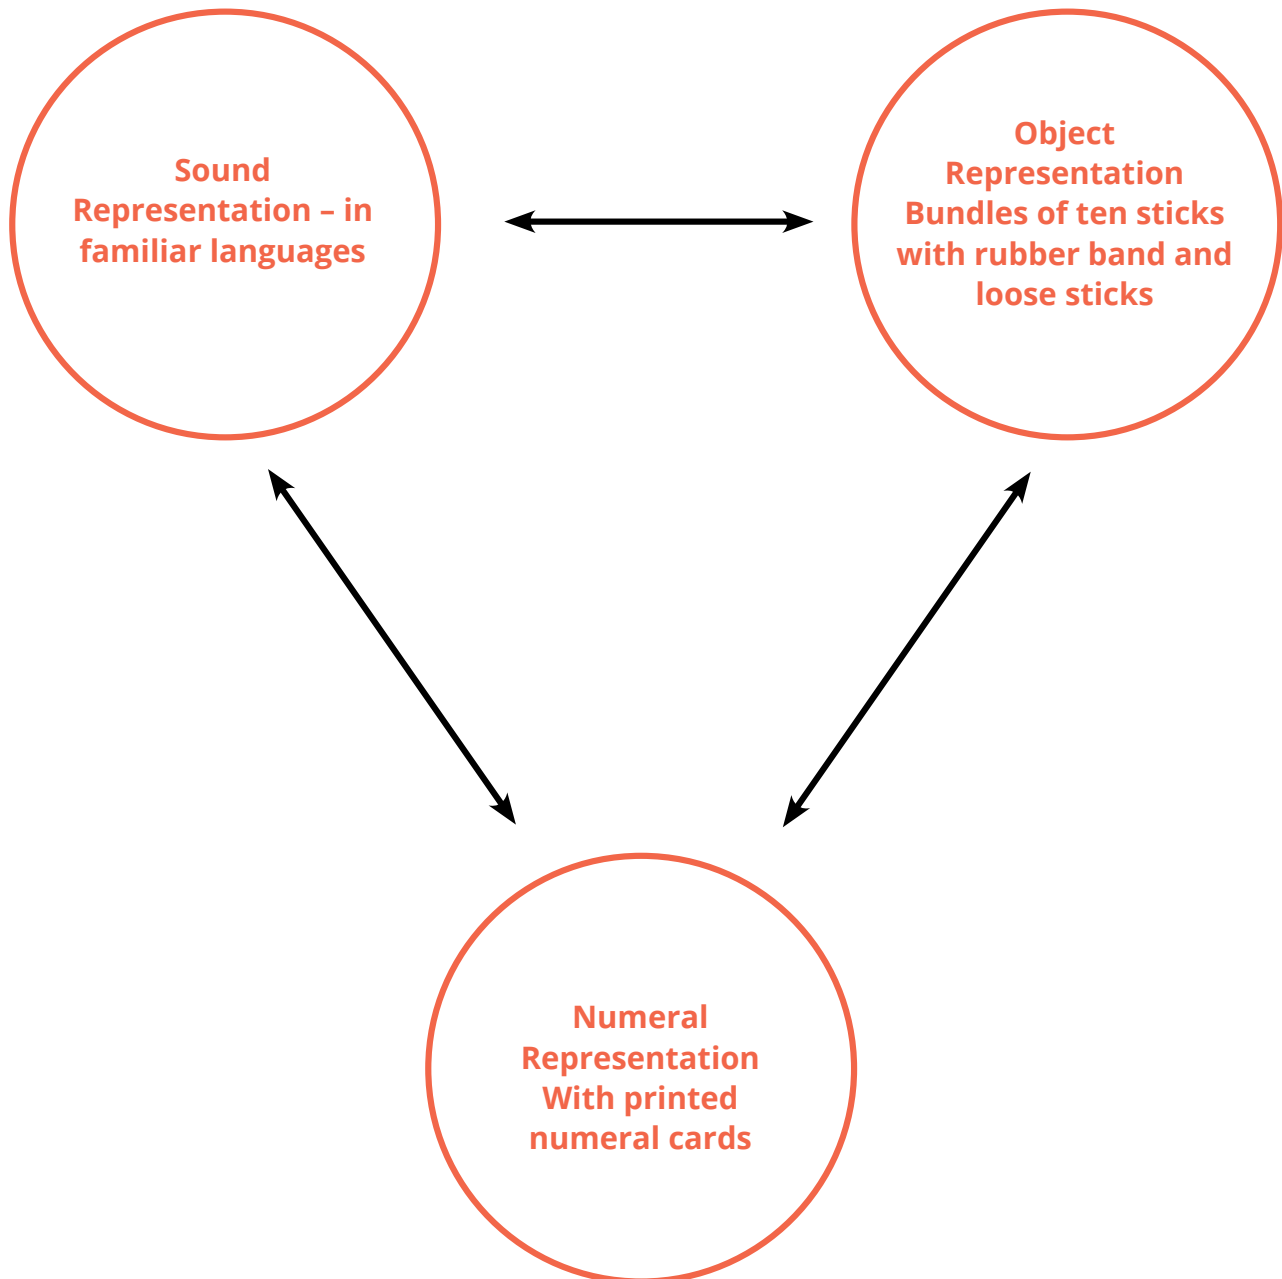 Sound
Representation – in
familiar languages
Object
Representation
Bundles of ten sticks
with rubber band and
loose sticks
Numeral
Representation
With printed
numeral cards